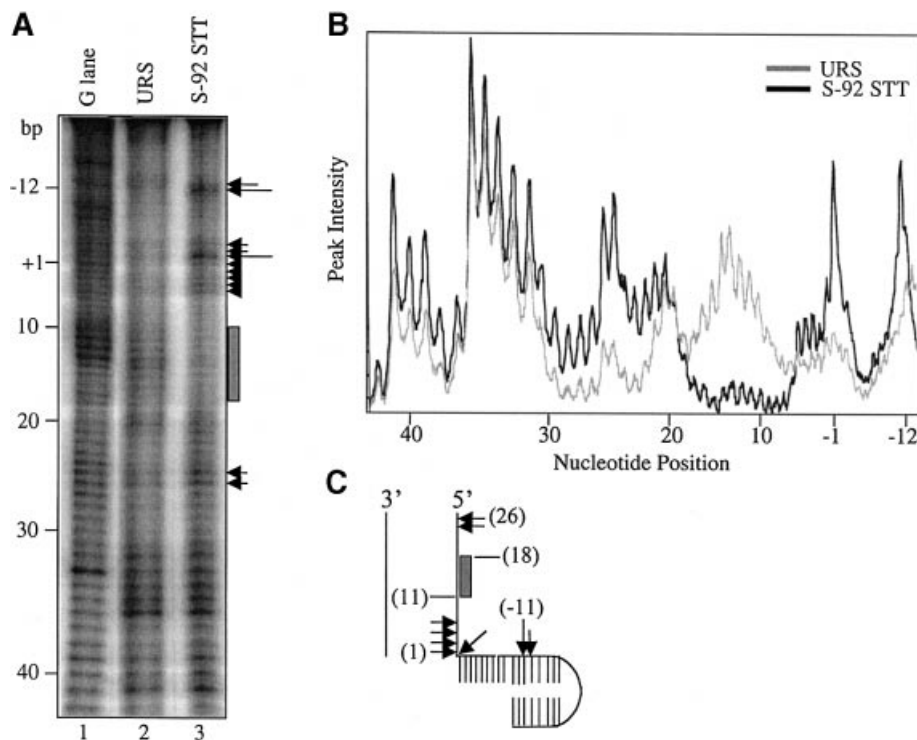 A
G lane
URS
S-92 STT
bp
-12
+1
10
20
30
40
1 2 3
B
URS
S-92 STT
Peak Intensity
40 30 20 10 -1 -12
Nucleotide Position
C
3' 5'
(26)
(18)
(11)
(-11)
(1)